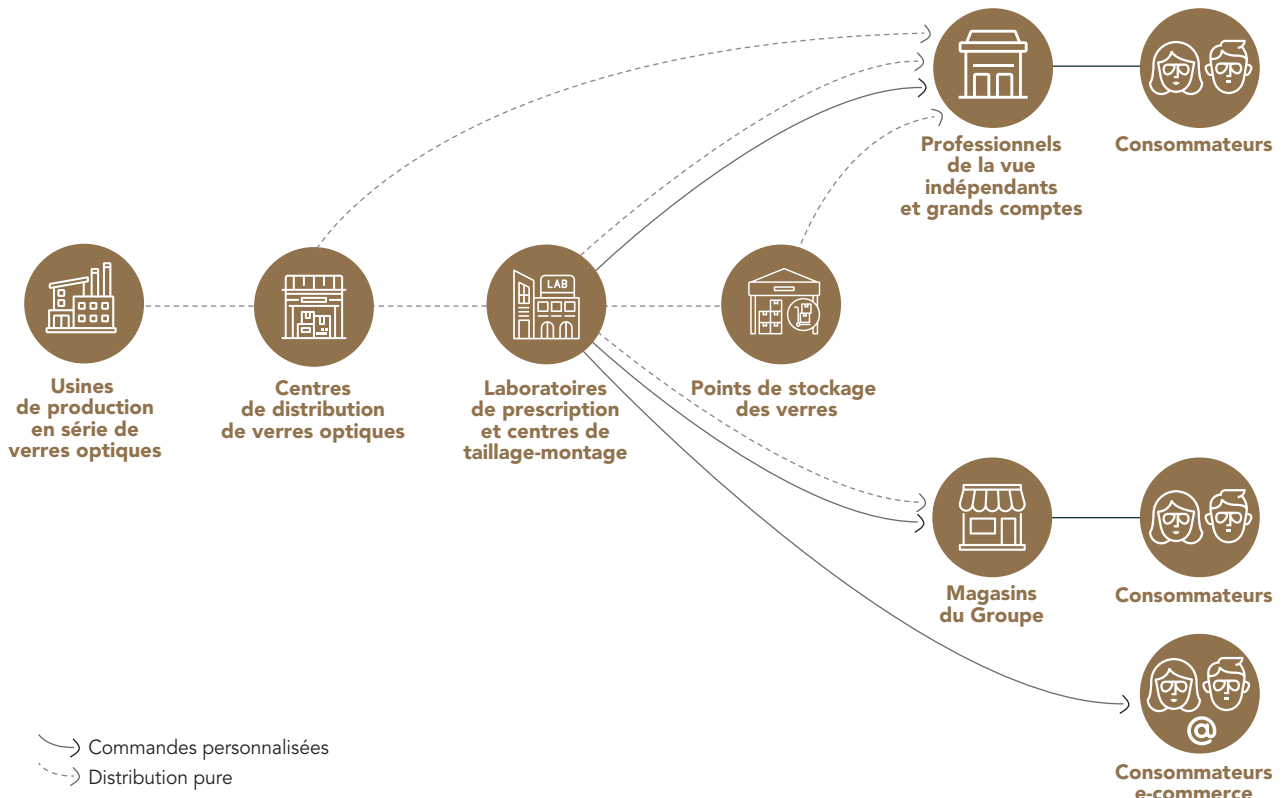 LAB
Professionnels
de la vue
indépendants
et grands comptes
Consommateurs
Usines
de production
en série de
verres optiques
Centres
de distribution
de verres optiques
Laboratoires
de prescription
et centres de
taillage-montage
Points de stockage
des verres
Magasins
du Groupe
Consommateurs
@
Consommateurs
e-commerce
Commandes personnalisées
Distribution pure